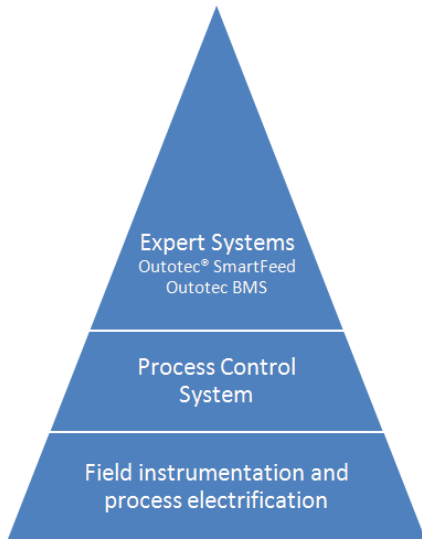 Expert Systems
Outotec® SmartFeed
Outotec BMS
Process Control
System
Field instrumentation and
process electrification